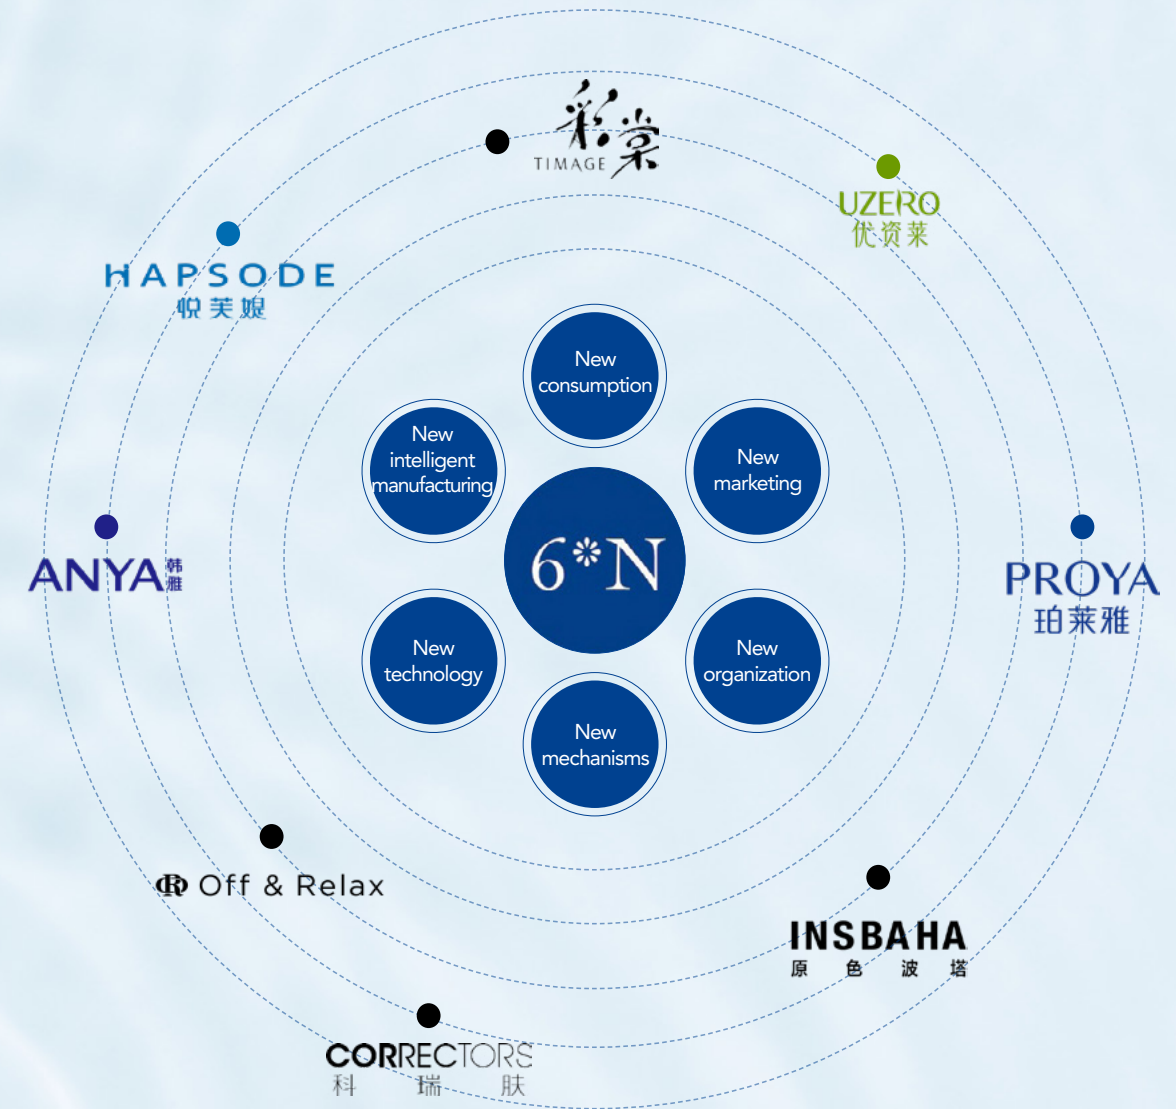 彩棠
TIMAGE
UZERO
优资莱
HAPSODE
悦芙媞
New
consumption
New
intelligent
manufacturing
New
marketing
6*N
ANYA 韩雅
PROYA
珀莱雅
New
technology
New
organization
New
mechanisms
Off & Relax
INSBAHA
原色波塔
CORRECTORS
科瑞肤